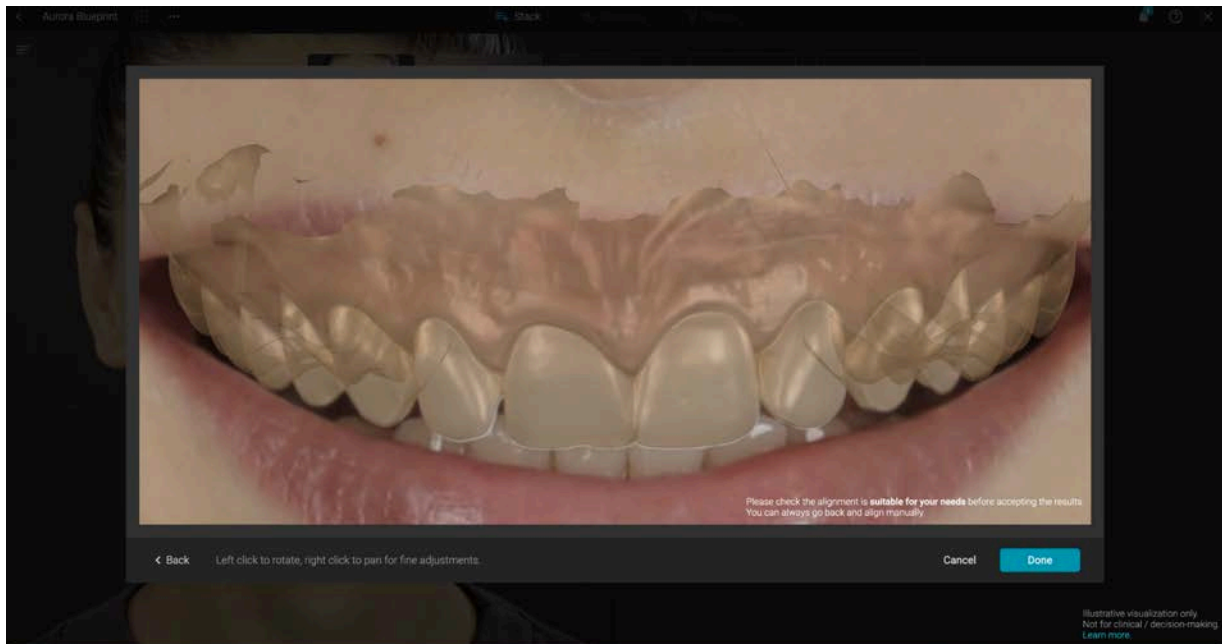 Aurora Blueprint
Stack
Please check the alignment is suitable for your needs before accepting the results
You can always go back and align manually
Back
Left click to rotate, right click to pan for fine adjustments.
Cancel
Done
Illustrative visualization only.
Not for clinical / decision-making.
Learn more.